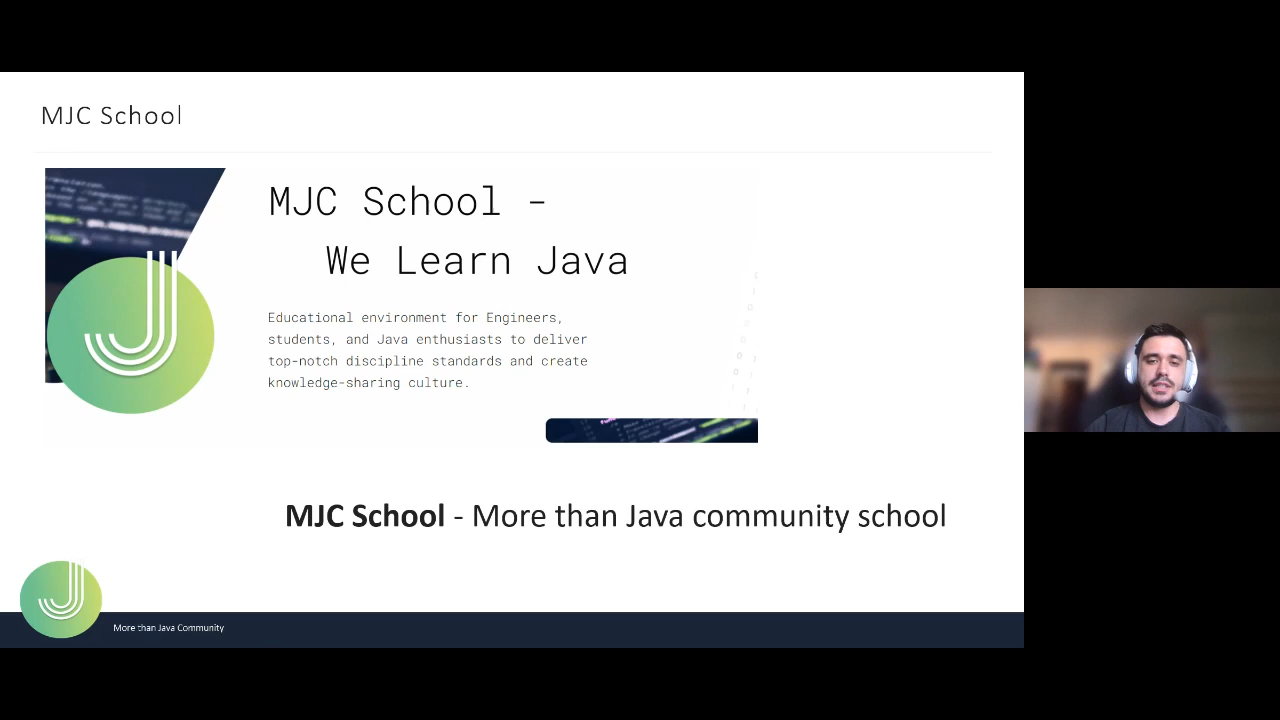 MJC School
MJC School -
We Learn Java
Educational environment for Engineers,
students, and Java enthusiasts to deliver
top-notch discipline standards and create
knowledge-sharing culture.
MJC School - More than Java community school
More than Java Community